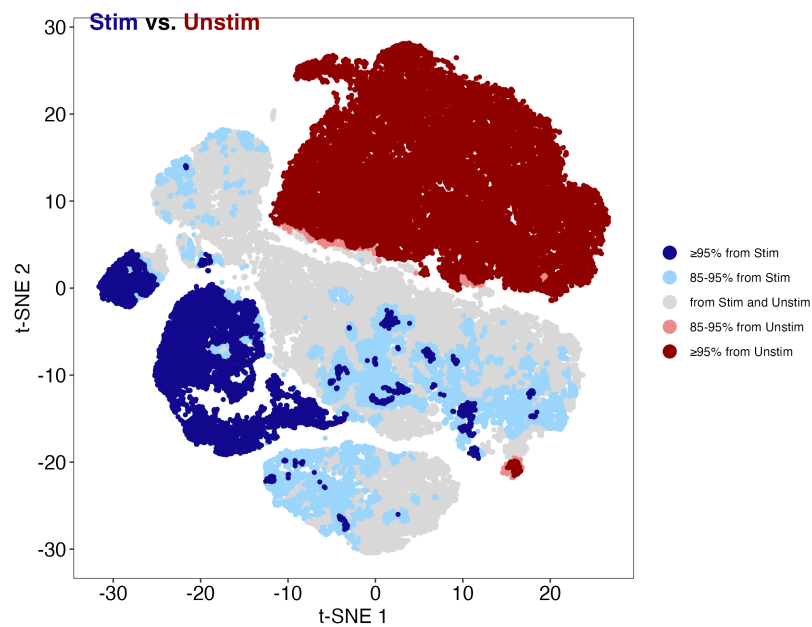 Stim vs. Unstim
30
20
10
0
-10
-20
-30
t-SNE 2
-30
-20
-10
0
10
20
t-SNE 1
≥95% from Stim
85-95% from Stim
from Stim and Unstim
85-95% from Unstim
≥95% from Unstim